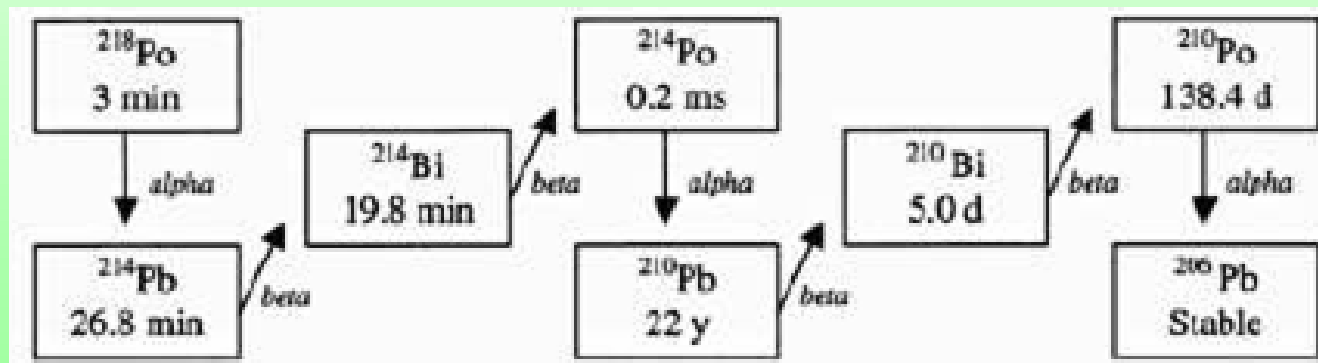 ²¹⁸Po
3 min
alpha
²¹⁴Pb
26.8 min
beta
²¹⁴Bi
19.8 min
beta
²¹⁴Po
0.2 ms
alpha
²¹⁰Pb
22 y
beta
²¹⁰Bi
5.0 d
beta
²¹⁰Po
138.4 d
alpha
²⁰⁶Pb
Stable